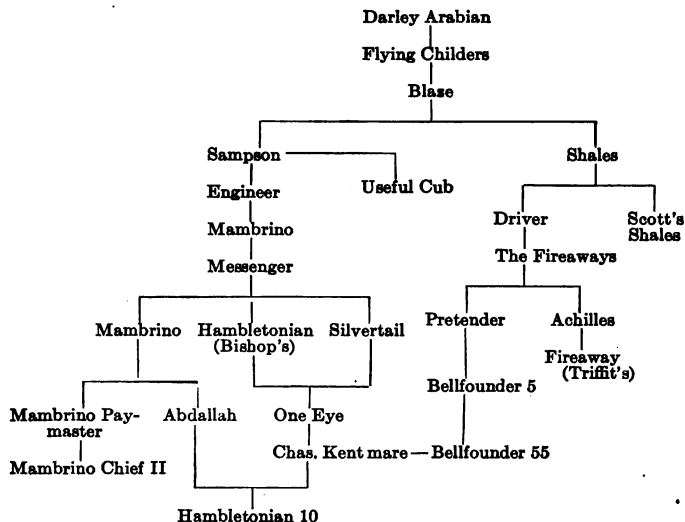 Darley Arabian
Flying Childers
Blaze
Sampson
Shales
Useful Cub
Engineer
Driver
Scott's
Shales
Mambrino
The Fireaways
Messenger
Mambrino
Hambletonian
(Bishop's)
Silvertail
Pretender
Achilles
Fireaway
(Triffit's)
Bellfounder 5
Mambrino Pay-
master
Abdallah
One Eye
Chas. Kent mare — Bellfounder 55
Mambrino Chief II
Hambletonian 10